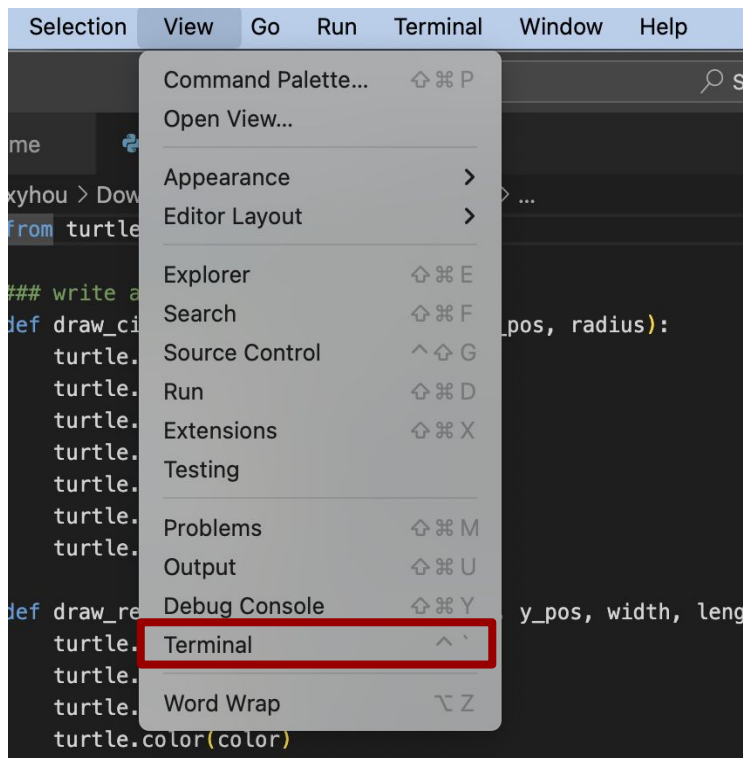 Selection View Go Run Terminal Window Help
Command Palette... ⇧⌘P
S
Open View...
me
Appearance >
xyhou > Dow > ...
Editor Layout >
from turtle
Explorer ⇧⌘E
### write a
Search ⇧⌘F
def draw_ci _pos, radius):
Source Control ^⇧G
turtle.
Run ⇧⌘D
turtle.
Extensions ⇧⌘X
turtle.
Testing
turtle.
turtle.
turtle.
Problems ⇧⌘M
turtle.
Output ⇧⌘U
Debug Console ⇧⌘Y
def draw_re , y_pos, width, leng
Terminal ^`
turtle.
turtle.
Word Wrap ⌥Z
turtle.
turtle.color(color)